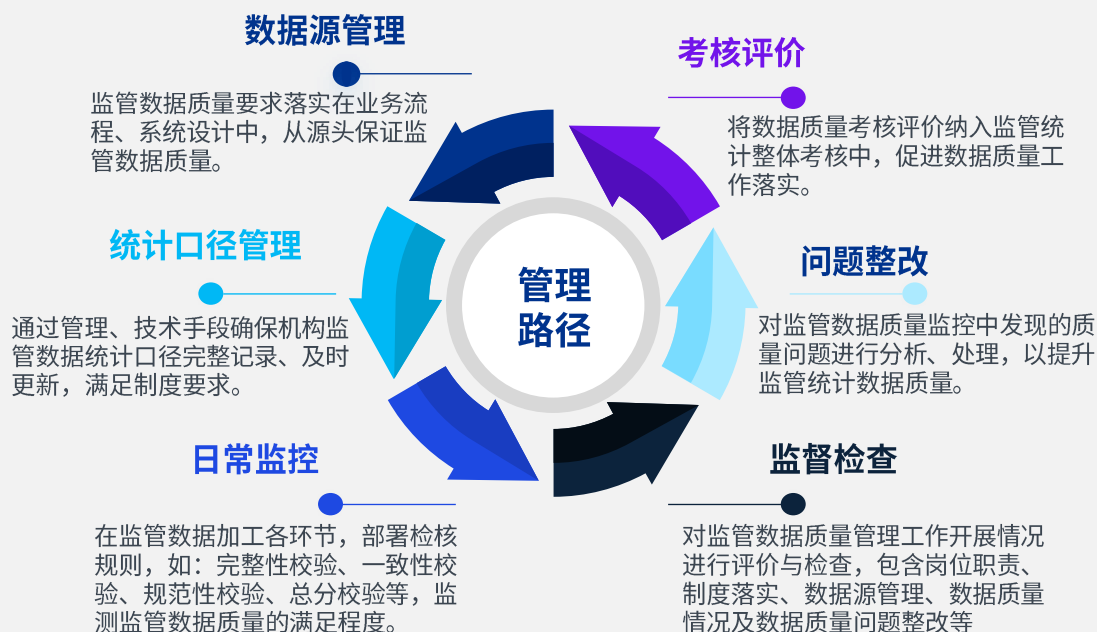 数据源管理
监管数据质量要求落实在业务流
程、系统设计中，从源头保证监
管数据质量。
统计口径管理
通过管理、技术手段确保机构监
管数据统计口径完整记录、及时
更新，满足制度要求。
日常监控
在监管数据加工各环节，部署检核
规则，如：完整性校验、一致性校
验、规范性校验、总分校验等，监
测监管数据质量的满足程度。
管理
路径
考核评价
将数据质量考核评价纳入监管统
计整体考核中，促进数据质量工
作落实。
问题整改
对监管数据质量监控中发现的质
量问题进行分析、处理，以提升
监管统计数据质量。
监督检查
对监管数据质量管理工作开展情况
进行评价与检查，包含岗位职责、
制度落实、数据源管理、数据质量
情况及数据质量问题整改等